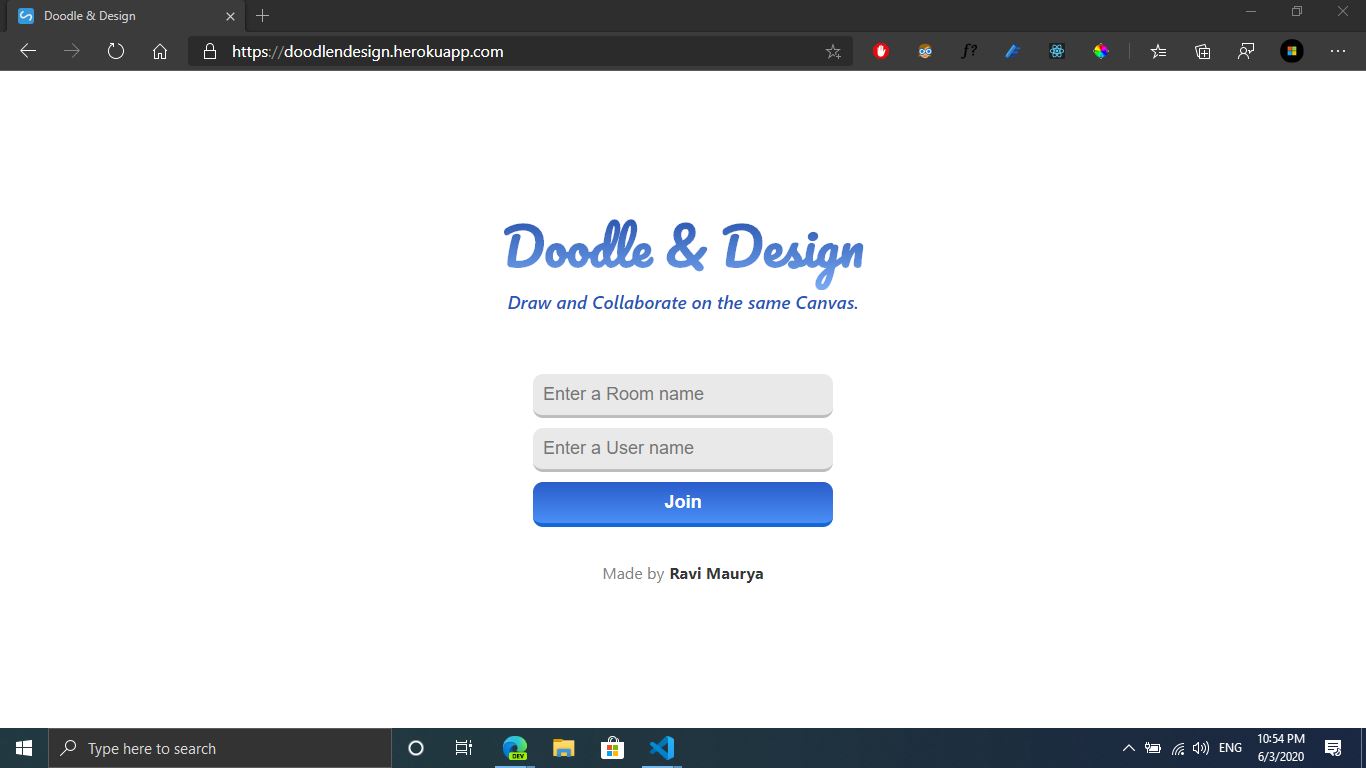 Doodle & Design
https://doodlendesign.herokuapp.com
f?
Doodle & Design
Draw and Collaborate on the same Canvas.
Enter a Room name
Enter a User name
Join
Made by Ravi Maurya
Type here to search
DEV
ENG
10:54 PM
6/3/2020